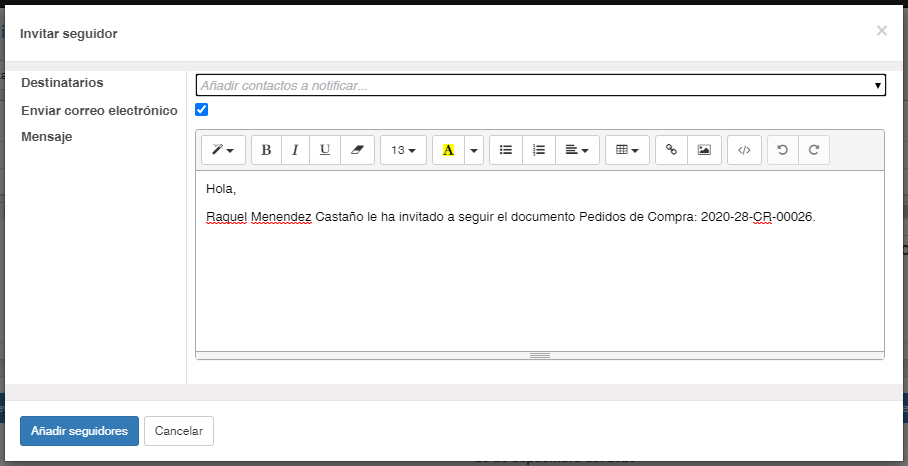 Invitar seguidor
×
Destinatarios
Añadir contactos a notificar...
Enviar correo electrónico
Mensaje
B I U 13 A </>
Hola,
Raquel Menendez Castaño le ha invitado a seguir el documento Pedidos de Compra: 2020-28-CR-00026.
Añadir seguidores Cancelar